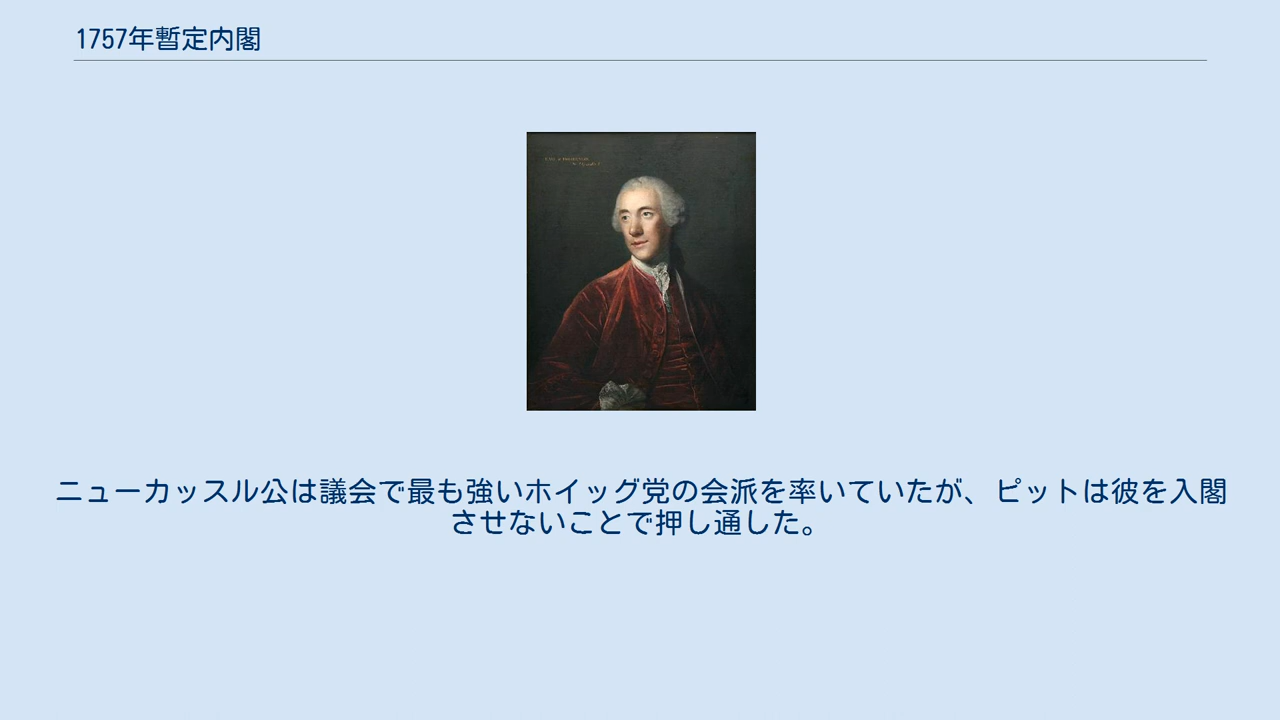 1757年暫定内閣
ニューカッスル公は議会で最も強いホイッグ党の会派を率いていたが、ピットは彼を入閣
させないことで押し通した。